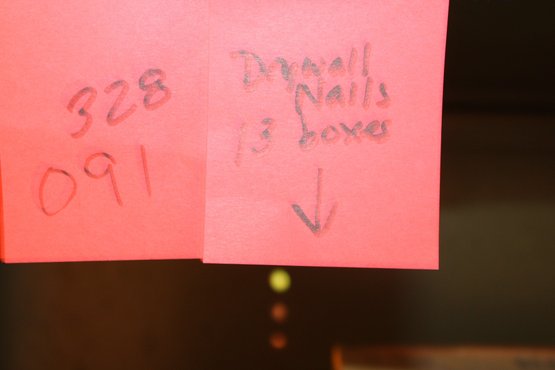 328
091
Drywall
Nails
13 boxes